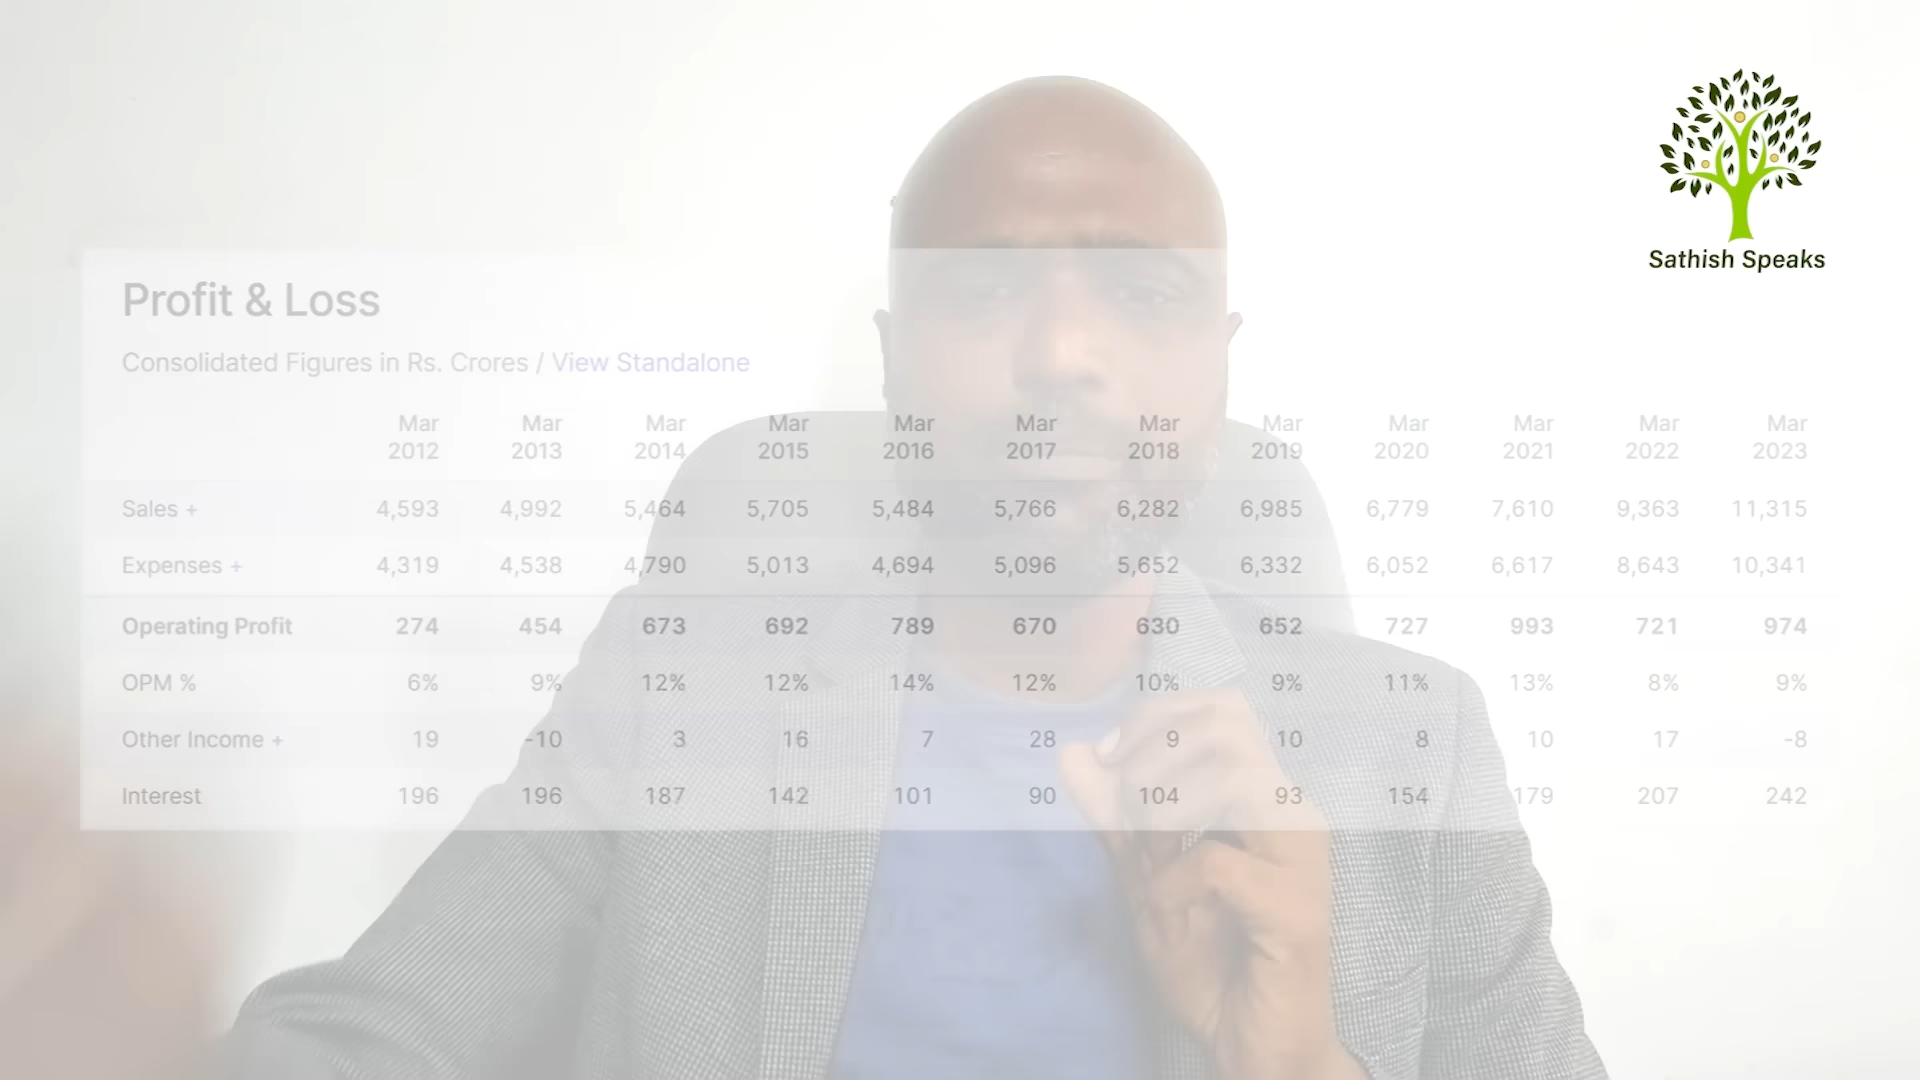 Sathish Speaks
Profit & Loss
Consolidated Figures in Rs. Crores / View Standalone
Mar 2012 Mar 2013 Mar 2014 Mar 2015 Mar 2016 Mar 2017 Mar 2018 Mar 2019 Mar 2020 Mar 2021 Mar 2022 Mar 2023
Sales + 4,593 4,992 5,464 5,705 5,484 5,766 6,282 6,985 6,779 7,610 9,363 11,315
Expenses + 4,319 4,538 4,790 5,013 4,694 5,096 5,652 6,332 6,052 6,617 8,643 10,341
Operating Profit 274 454 673 692 789 670 630 652 727 993 721 974
OPM % 6% 9% 12% 12% 14% 12% 10% 9% 11% 13% 8% 9%
Other Income + 19 -10 3 16 7 28 9 10 8 10 17 -8
Interest 196 196 187 142 101 90 104 93 154 179 207 242